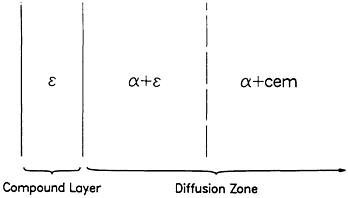 ε
α+ε
α+cem
Compound Layer
Diffusion Zone